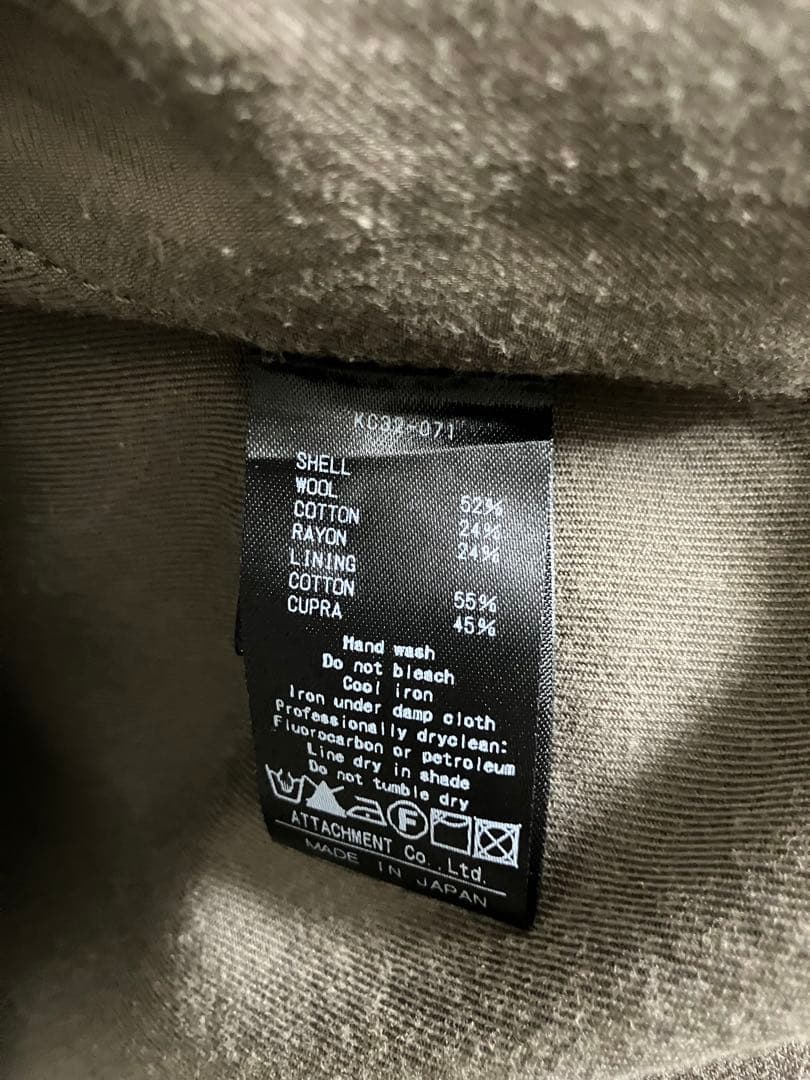 KC32-071
SHELL
WOOL 52%
COTTON 24%
RAYON 24%
LINING
COTTON 55%
CUPRA 45%
Hand wash
Do not bleach
Cool iron
Iron under damp cloth
Professionally dryclean:
Fluorocarbon or petroleum
Line dry in shade
Do not tumble dry
F
ATTACHMENT Co.,Ltd.
MADE IN JAPAN